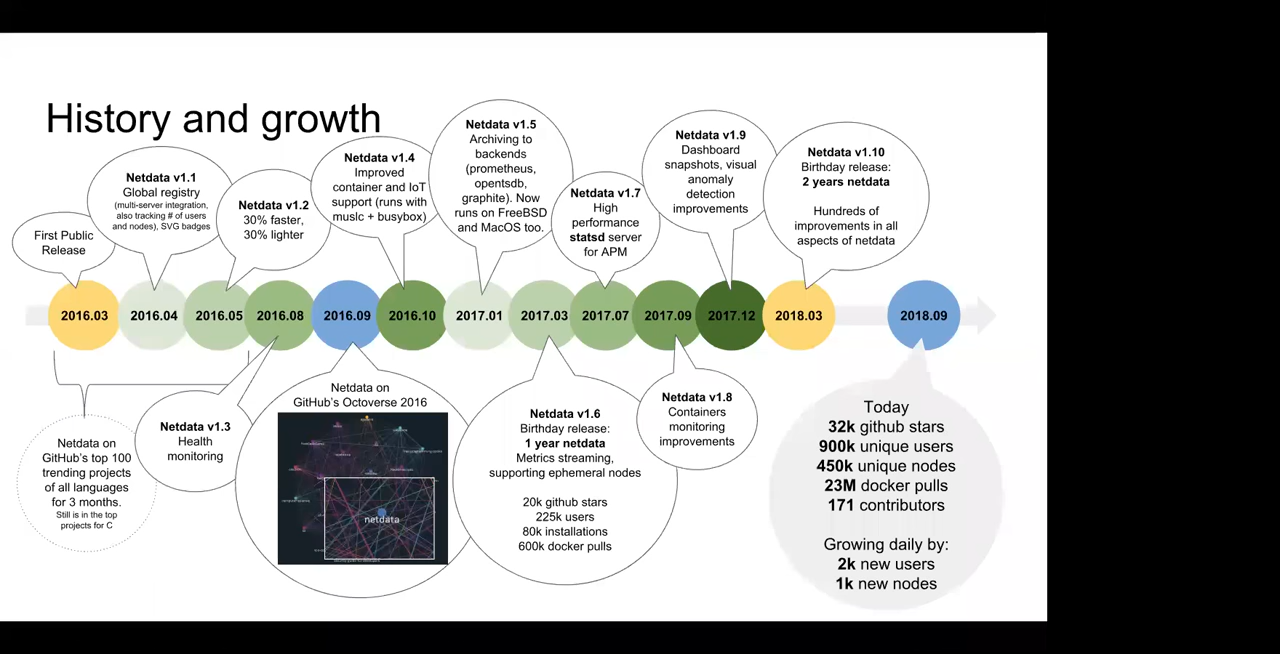 History and growth
First Public
Release
Netdata v1.1
Global registry
(multi-server integration,
also tracking # of users
and nodes), SVG badges
Netdata v1.2
30% faster,
30% lighter
Netdata v1.4
Improved
container and IoT
support (runs with
muslc + busybox)
Netdata v1.5
Archiving to
backends
(prometheus,
opentsdb,
graphite). Now
runs on FreeBSD
and MacOS too.
Netdata v1.7
High
performance
statsd server
for APM
Netdata v1.9
Dashboard
snapshots, visual
anomaly
detection
improvements
Netdata v1.10
Birthday release:
2 years netdata
Hundreds of
improvements in all
aspects of netdata
2016.03 2016.04 2016.05 2016.08 2016.09 2016.10 2017.01 2017.03 2017.07 2017.09 2017.12 2018.03 2018.09
Netdata on
GitHub's top 100
trending projects
of all languages
for 3 months.
Still is in the top
projects for C
Netdata v1.3
Health
monitoring
Netdata on
GitHub's Octoverse 2016
netdata
Netdata v1.6
Birthday release:
1 year netdata
Metrics streaming,
supporting ephemeral nodes
20k github stars
225k users
80k installations
600k docker pulls
Netdata v1.8
Containers
monitoring
improvements
Today
32k github stars
900k unique users
450k unique nodes
23M docker pulls
171 contributors
Growing daily by:
2k new users
1k new nodes